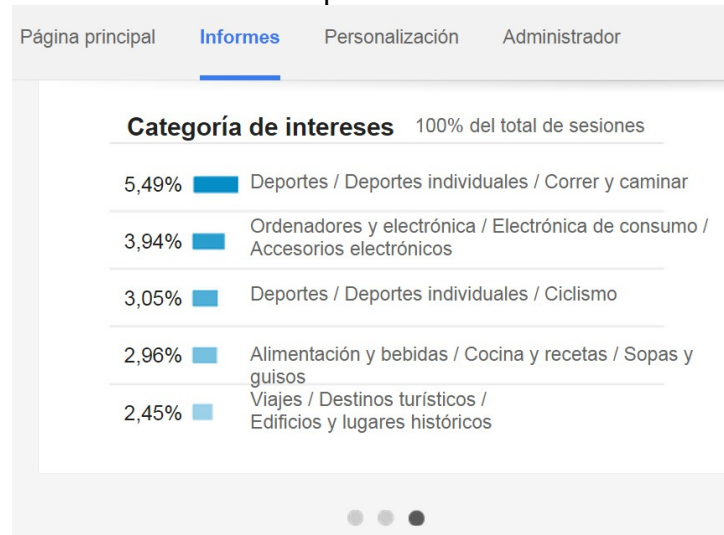 Página principal Informes Personalización Administrador
Categoría de intereses 100% del total de sesiones
5,49% Deportes / Deportes individuales / Correr y caminar
3,94% Ordenadores y electrónica / Electrónica de consumo /
Accesorios electrónicos
3,05% Deportes / Deportes individuales / Ciclismo
2,96% Alimentación y bebidas / Cocina y recetas / Sopas y
guisos
2,45% Viajes / Destinos turísticos /
Edificios y lugares históricos